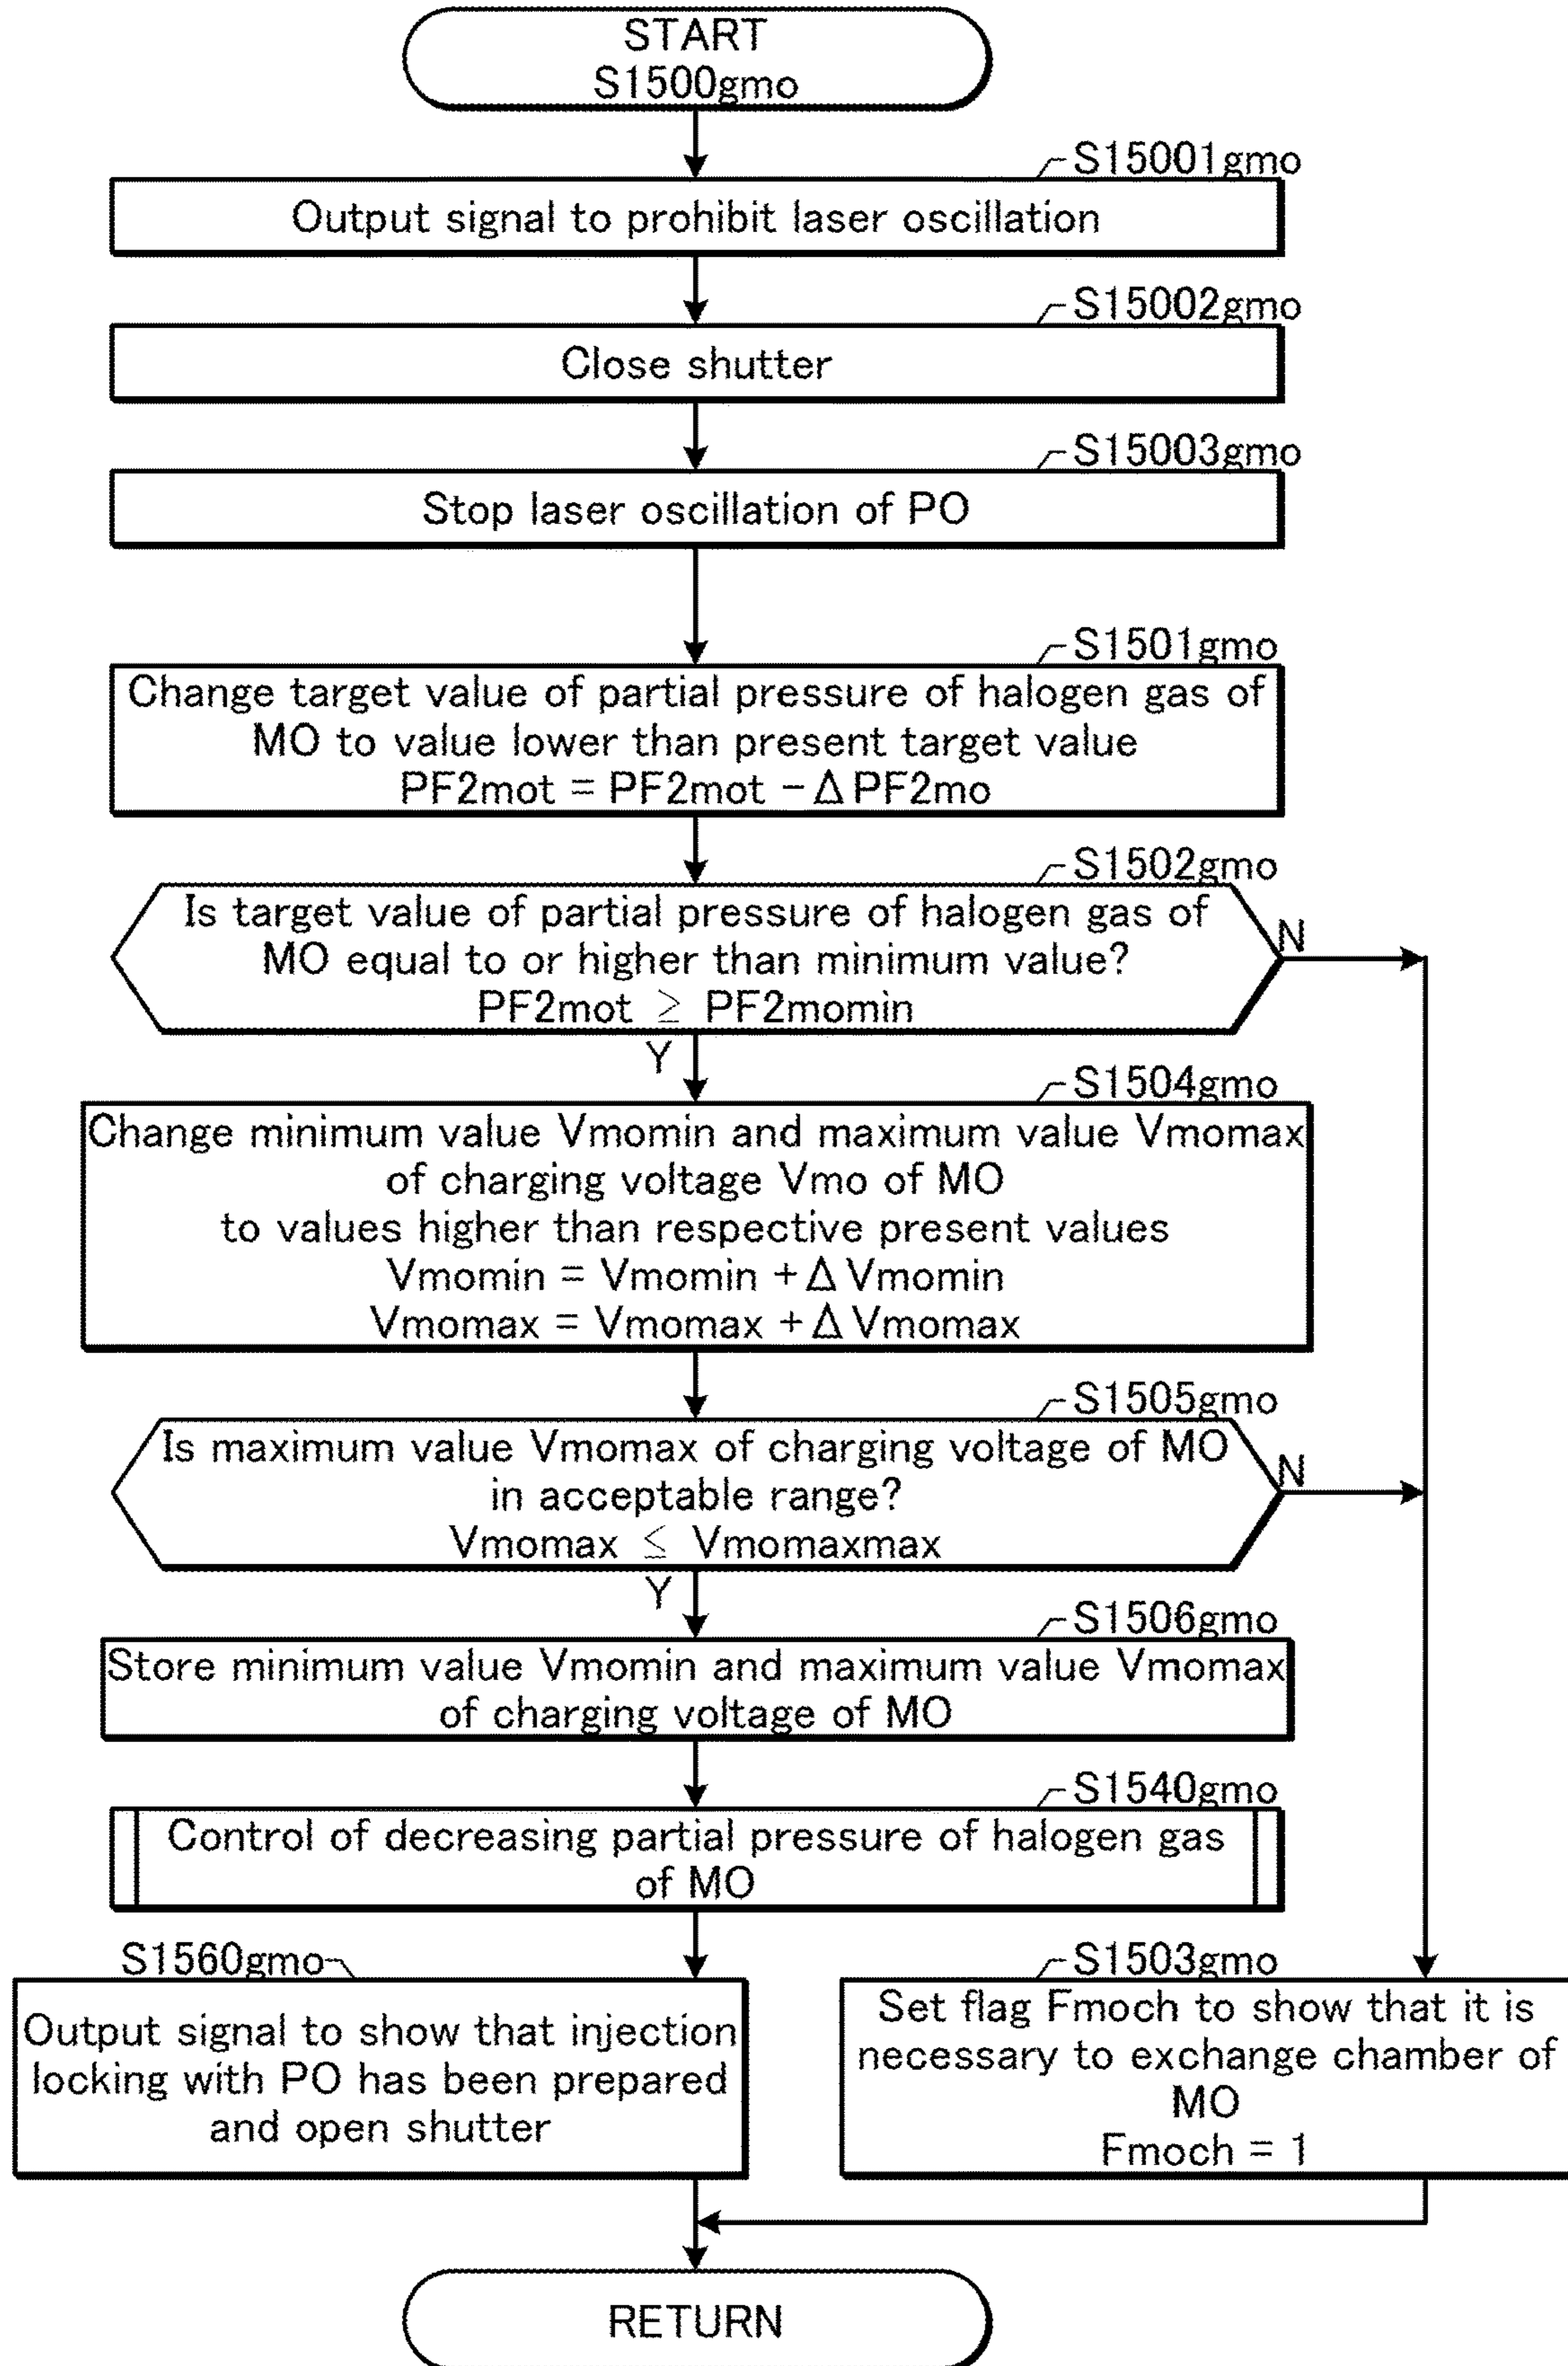 START
S1500gmo
S15001gmo
Output signal to prohibit laser oscillation
S15002gmo
Close shutter
S15003gmo
Stop laser oscillation of PO
S1501gmo
Change target value of partial pressure of halogen gas of
MO to value lower than present target value
PF2mot = PF2mot - Δ PF2mo
S1502gmo
Is target value of partial pressure of halogen gas of
MO equal to or higher than minimum value?
PF2mot ≥ PF2momin
N
Y
S1504gmo
Change minimum value Vmomin and maximum value Vmomax
of charging voltage Vmo of MO
to values higher than respective present values
Vmomin = Vmomin + Δ Vmomin
Vmomax = Vmomax + Δ Vmomax
S1505gmo
Is maximum value Vmomax of charging voltage of MO
in acceptable range?
Vmomax ≤ Vmomaxmax
N
Y
S1506gmo
Store minimum value Vmomin and maximum value Vmomax
of charging voltage of MO
S1540gmo
Control of decreasing partial pressure of halogen gas
of MO
S1560gmo
Output signal to show that injection
locking with PO has been prepared
and open shutter
S1503gmo
Set flag Fmoch to show that it is
necessary to exchange chamber of
MO
Fmoch = 1
RETURN